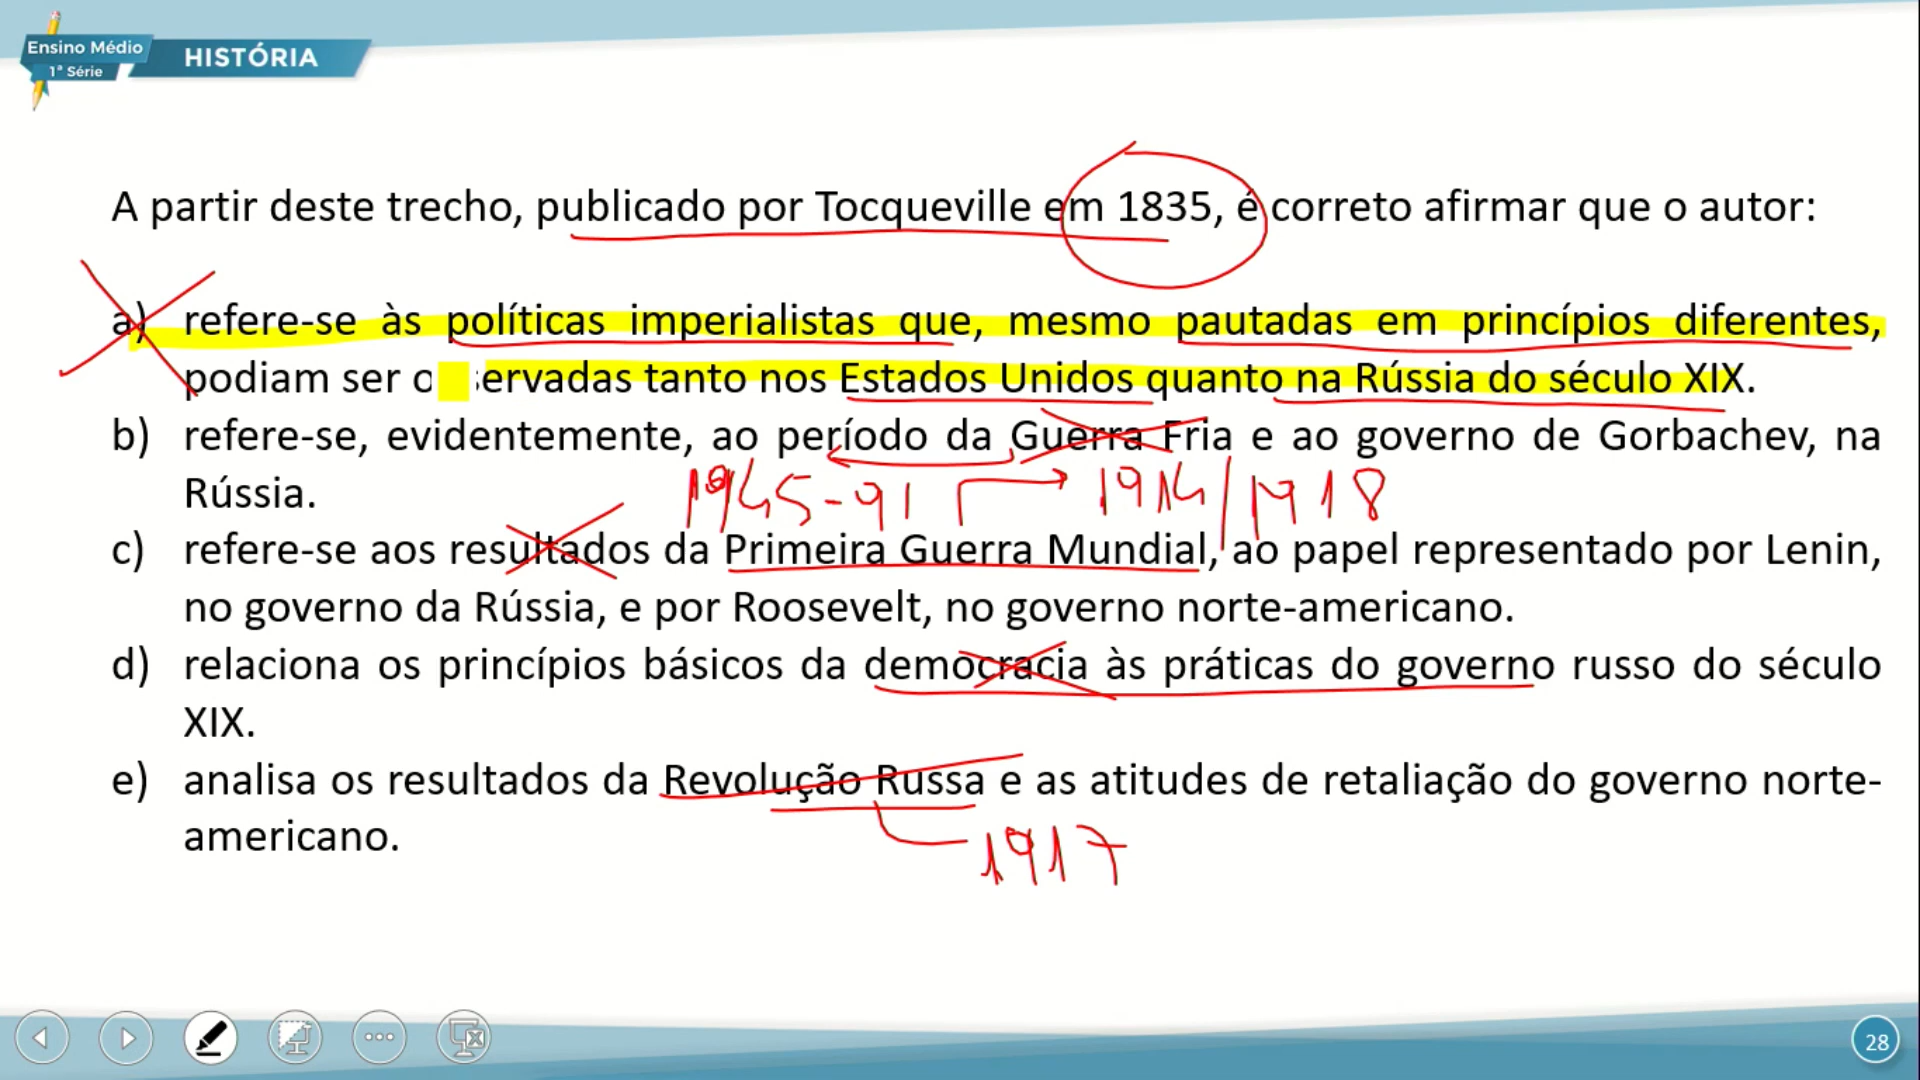 Ensino Médio
1ª Série
HISTÓRIA
A partir deste trecho, publicado por Tocqueville em 1835, é correto afirmar que o autor:
a) refere-se às políticas imperialistas que, mesmo pautadas em princípios diferentes,
podiam ser o servadas tanto nos Estados Unidos quanto na Rússia do século XIX.
b) refere-se, evidentemente, ao período da Guerra Fria e ao governo de Gorbachev, na
Rússia.
1945-91 1914/1918
c) refere-se aos resultados da Primeira Guerra Mundial, ao papel representado por Lenin,
no governo da Rússia, e por Roosevelt, no governo norte-americano.
d) relaciona os princípios básicos da democracia às práticas do governo russo do século
XIX.
e) analisa os resultados da Revolução Russa e as atitudes de retaliação do governo norte-
americano.
1917
28